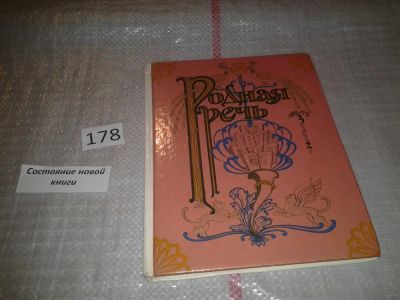 Родная
речь
178
Состояние новой
книги